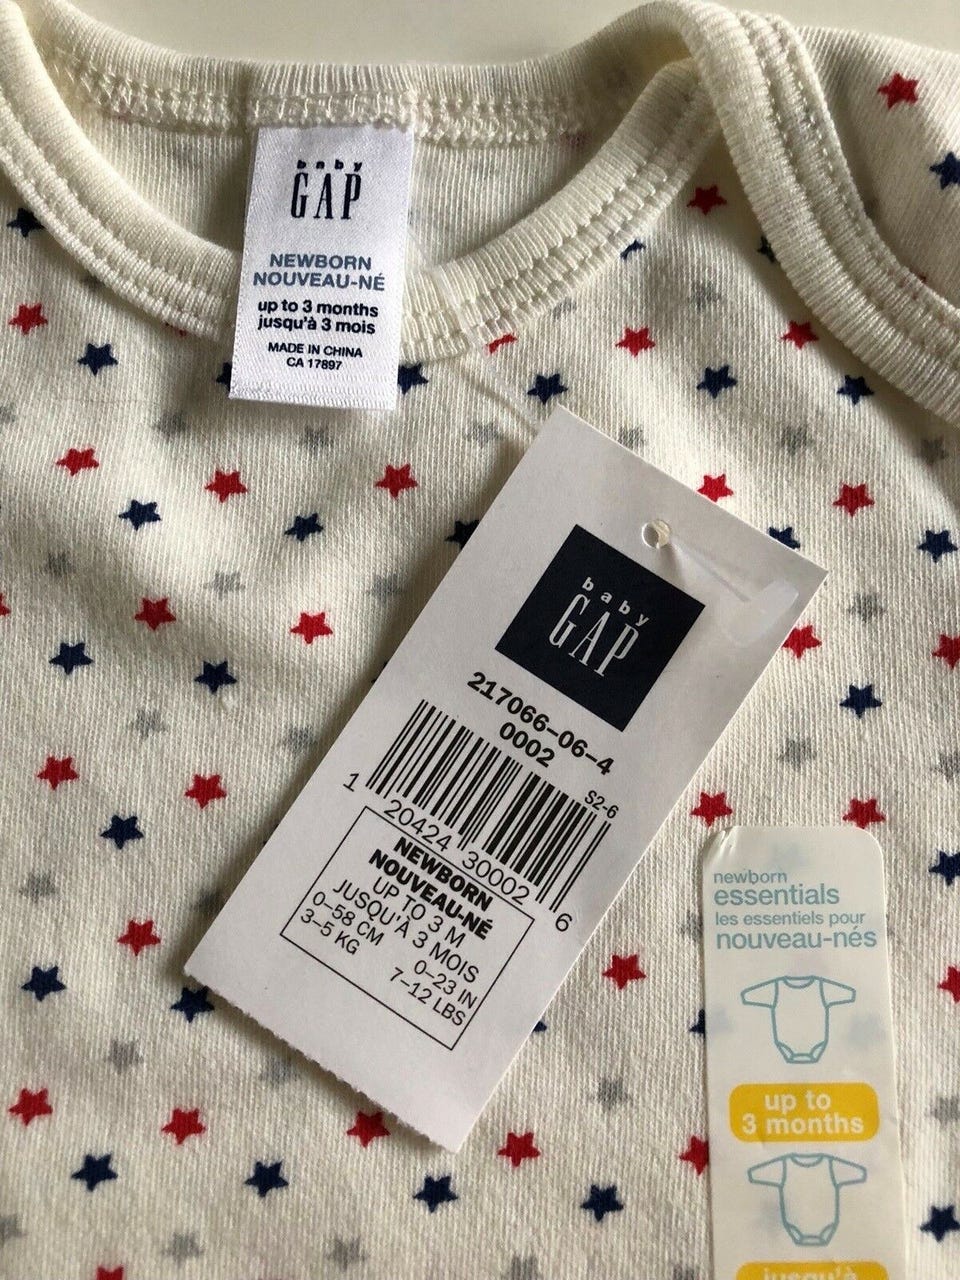 baby
GAP
NEWBORN
NOUVEAU-NÉ
up to 3 months
jusqu'à 3 mois
MADE IN CHINA
CA 17897
baby
GAP
217066-06-4
0002
S2-6
1 20424 30002 6
NEWBORN
NOUVEAU-NÉ
UP TO 3 M
JUSQU'À 3 MOIS
0-58 CM 0-23 IN
3-5 KG 7-12 LBS
newborn
essentials
les essentiels pour
nouveau-nés
up to
3 months
jusqu'à